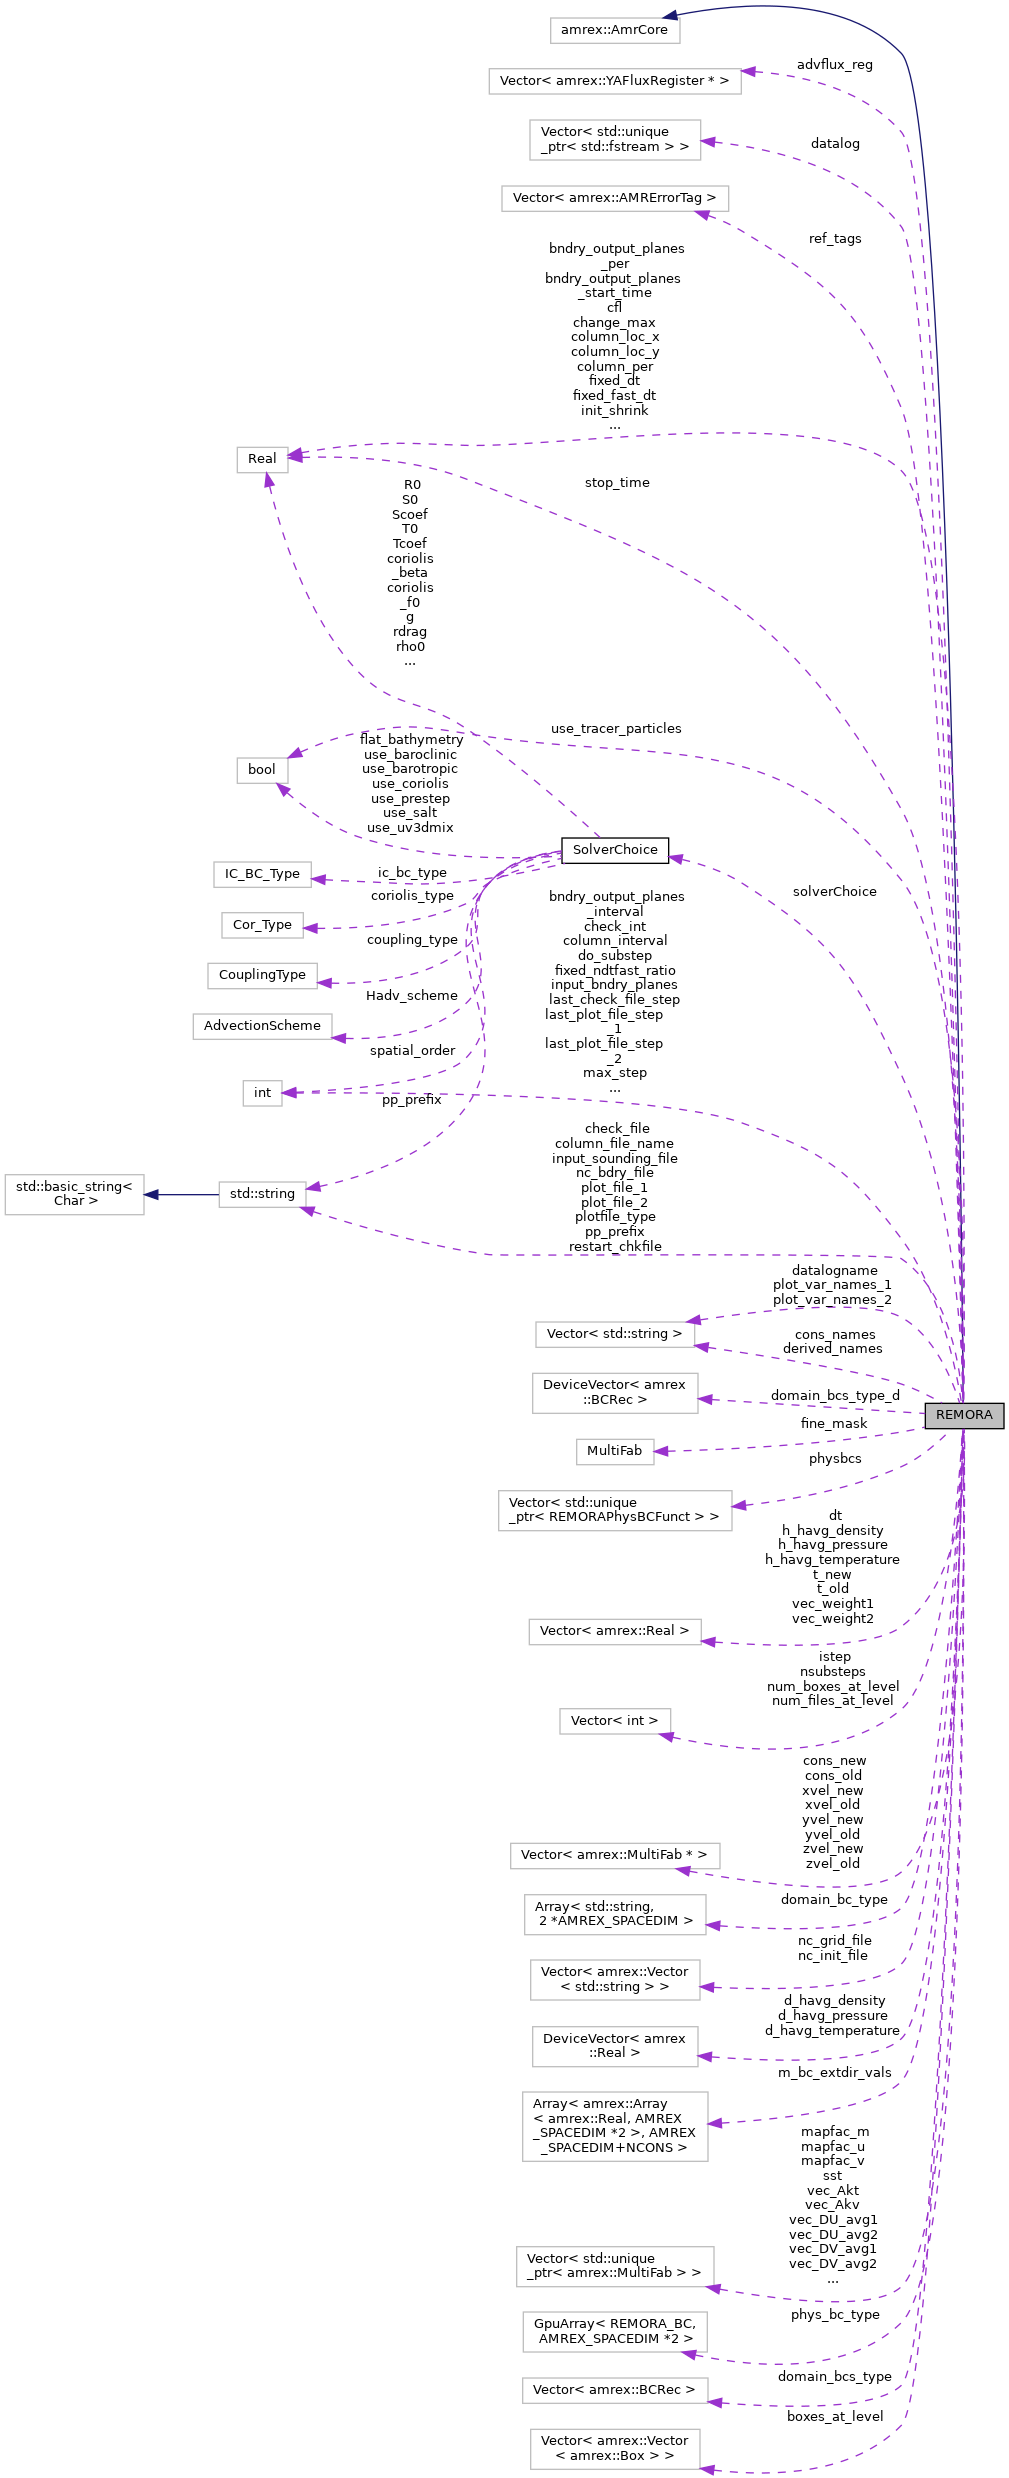 amrex::AmrCore
advflux_reg
Vector< amrex::YAFluxRegister * >
Vector< std::unique
_ptr< std::fstream > >
datalog
Vector< amrex::AMRErrorTag >
ref_tags
bndry_output_planes
_per
bndry_output_planes
_start_time
cfl
change_max
column_loc_x
column_loc_y
column_per
fixed_dt
fixed_fast_dt
init_shrink
...
Real
stop_time
R0
S0
Scoef
T0
Tcoef
coriolis
_beta
coriolis
_f0
g
rdrag
rho0
...
use_tracer_particles
bool
flat_bathymetry
use_baroclinic
use_barotropic
use_coriolis
use_prestep
use_salt
use_uv3dmix
SolverChoice
solverChoice
IC_BC_Type
ic_bc_type
coriolis_type
Cor_Type
coupling_type
CouplingType
Hadv_scheme
AdvectionScheme
spatial_order
int
pp_prefix
bndry_output_planes
_interval
check_int
column_interval
do_substep
fixed_ndtfast_ratio
input_bndry_planes
last_check_file_step
last_plot_file_step
_1
last_plot_file_step
_2
max_step
...
check_file
column_file_name
input_sounding_file
nc_bdry_file
plot_file_1
plot_file_2
plotfile_type
pp_prefix
restart_chkfile
std::basic_string<
Char >
std::string
datalogname
plot_var_names_1
plot_var_names_2
Vector< std::string >
cons_names
derived_names
DeviceVector< amrex
::BCRec >
domain_bcs_type_d
REMORA
fine_mask
MultiFab
physbcs
Vector< std::unique
_ptr< REMORAPhysBCFunct > >
dt
h_havg_density
h_havg_pressure
h_havg_temperature
t_new
t_old
vec_weight1
vec_weight2
Vector< amrex::Real >
istep
nsubsteps
num_boxes_at_level
num_files_at_level
Vector< int >
cons_new
cons_old
xvel_new
xvel_old
yvel_new
yvel_old
zvel_new
zvel_old
Vector< amrex::MultiFab * >
domain_bc_type
Array< std::string,
2 *AMREX_SPACEDIM >
nc_grid_file
nc_init_file
Vector< amrex::Vector
< std::string > >
d_havg_density
d_havg_pressure
d_havg_temperature
DeviceVector< amrex
::Real >
m_bc_extdir_vals
Array< amrex::Array
< amrex::Real, AMREX
_SPACEDIM *2 >, AMREX
_SPACEDIM+NCONS >
mapfac_m
mapfac_u
mapfac_v
sst
vec_Akt
vec_Akv
vec_DU_avg1
vec_DU_avg2
vec_DV_avg1
vec_DV_avg2
...
Vector< std::unique
_ptr< amrex::MultiFab > >
phys_bc_type
GpuArray< REMORA_BC,
AMREX_SPACEDIM *2 >
domain_bcs_type
Vector< amrex::BCRec >
boxes_at_level
Vector< amrex::Vector
< amrex::Box > >